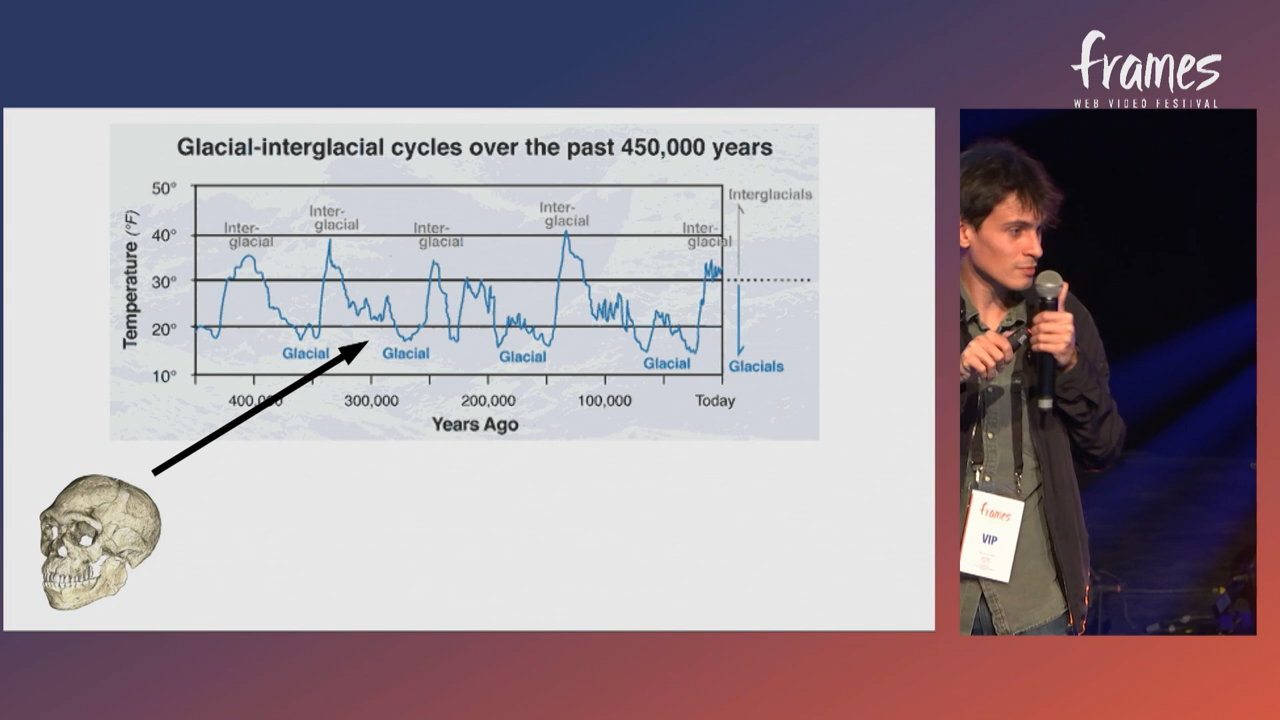 frames
WEB VIDEO FESTIVAL
Glacial-interglacial cycles over the past 450,000 years
50°
40°
30°
20°
10°
Temperature (°F)
Inter-
glacial
Inter-
glacial
Inter-
glacial
Inter-
glacial
Inter-
glacial
Interglacials
Glacial
Glacial
Glacial
Glacial
Glacials
300,000
200,000
100,000
Today
Years Ago
frames
VIP